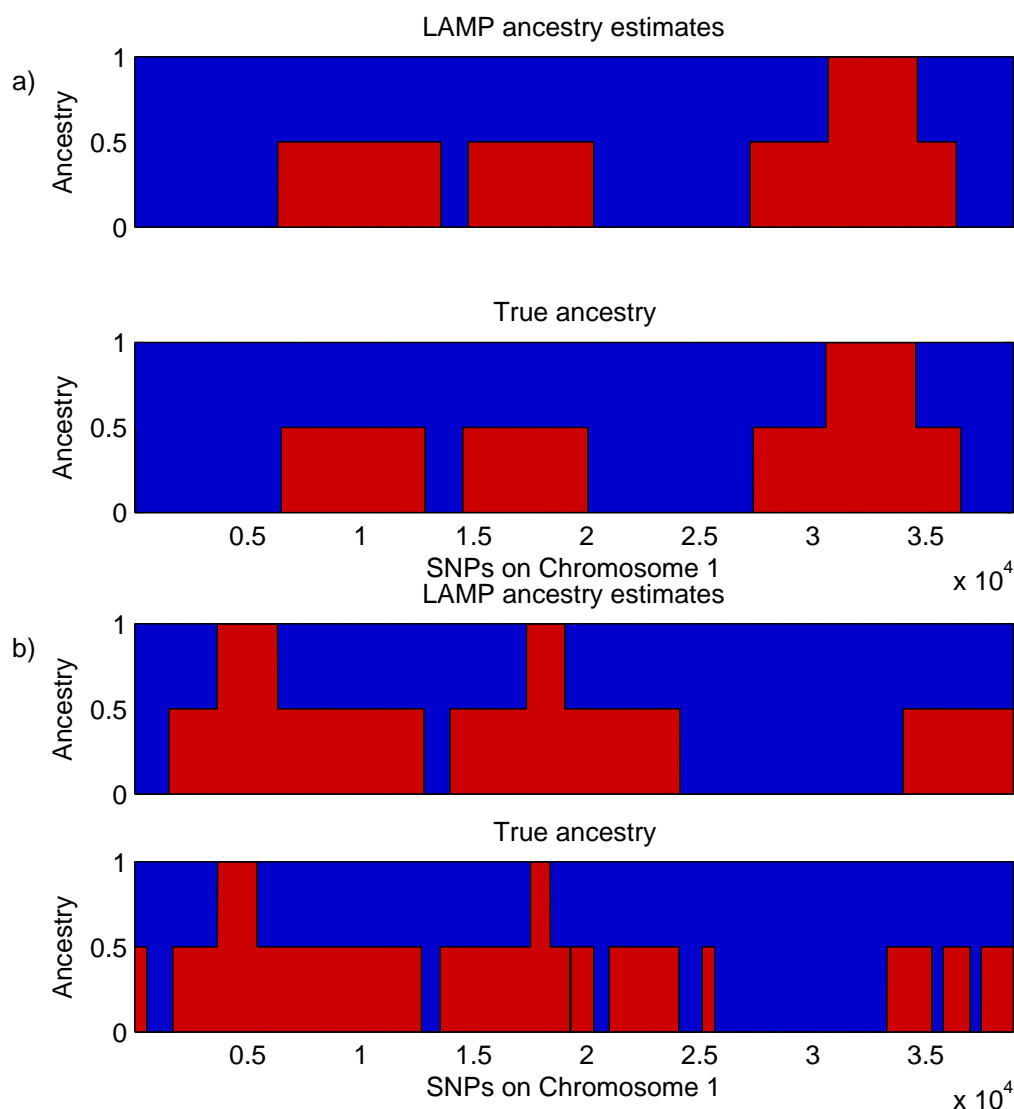 LAMP ancestry estimates
a)
Ancestry
1
0.5
0
True ancestry
Ancestry
1
0.5
0
0.5 1 1.5 2 2.5 3 3.5
SNPs on Chromosome 1
x 10^4
LAMP ancestry estimates
b)
Ancestry
1
0.5
0
True ancestry
Ancestry
1
0.5
0
0.5 1 1.5 2 2.5 3 3.5
SNPs on Chromosome 1
x 10^4